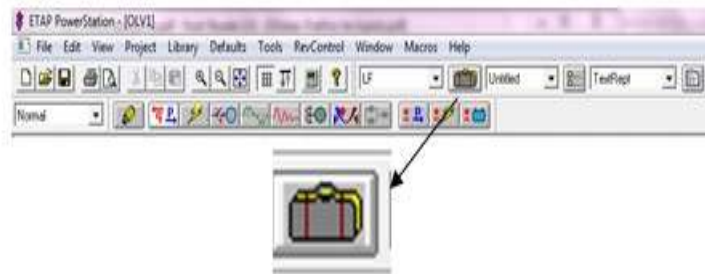 ETAP PowerStation - [OLV1]
File Edit View Project Library Defaults Tools RevControl Window Macros Help
LF Untitled TextRept
Normal